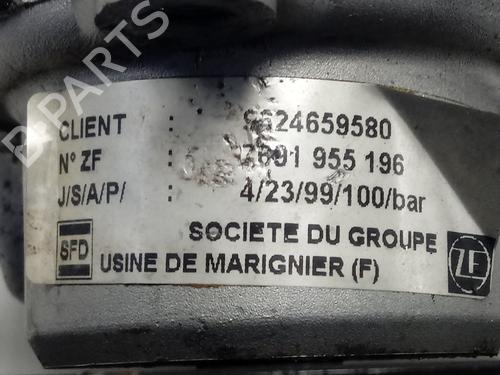 B-PARTS
CLIENT : 9624659580
N° ZF : 7691 955 196
J/S/A/P/ : 4/23/99/100/bar
SFD SOCIETE DU GROUPE ZF
USINE DE MARIGNIER (F)